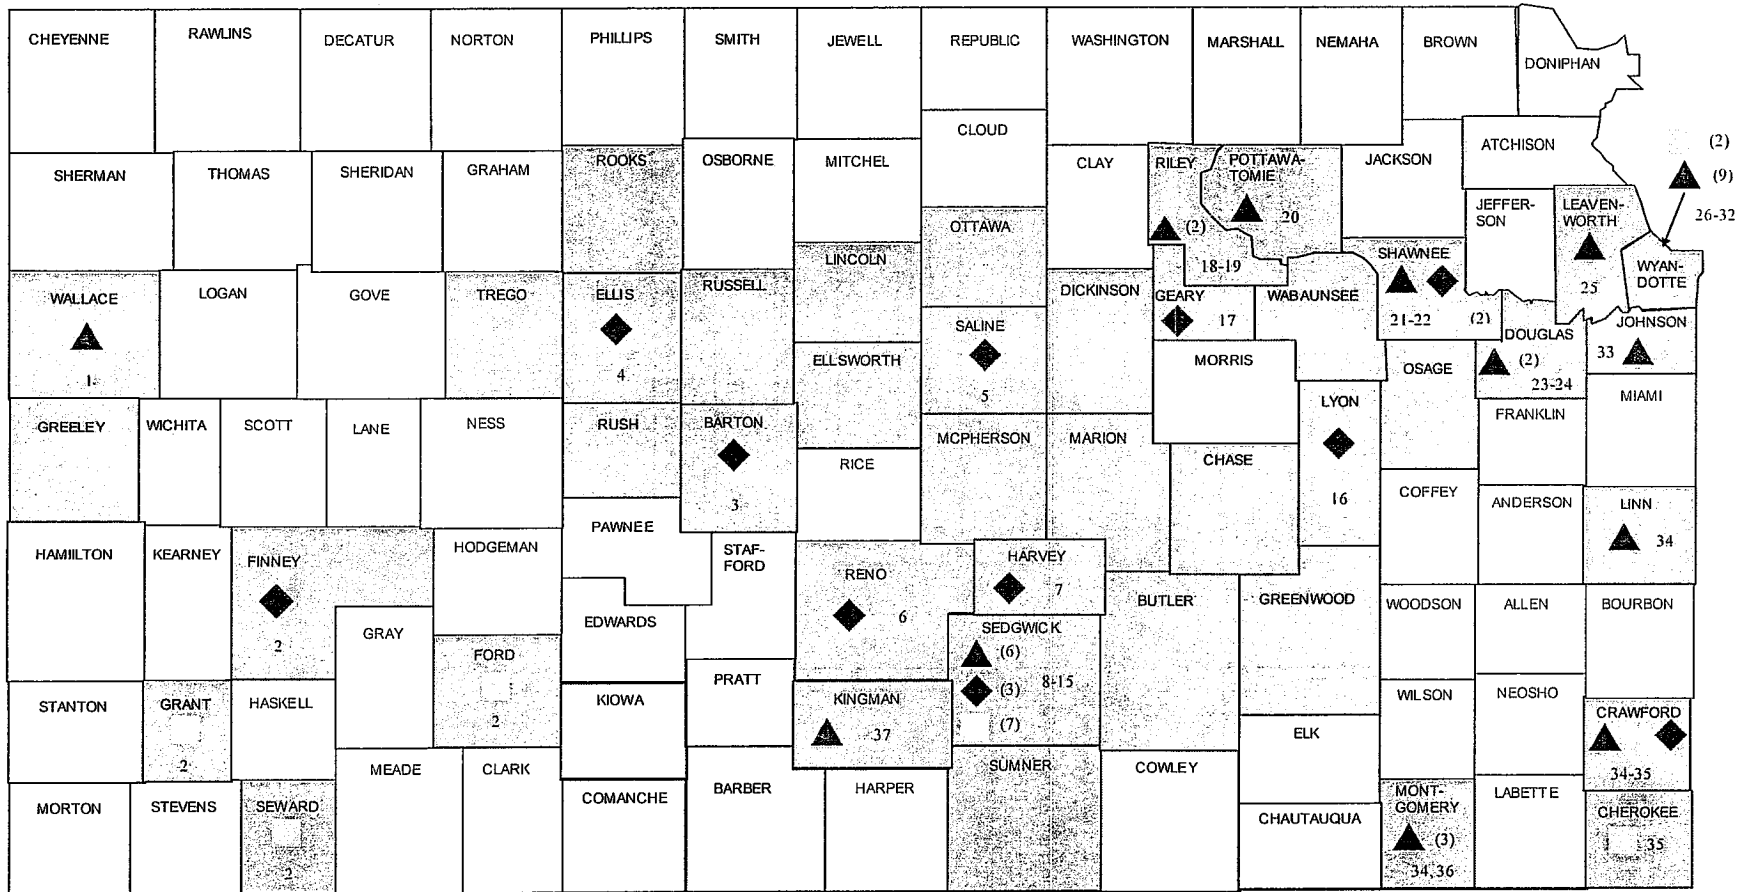 CHEYENNE
RAWLINS
DECATUR
NORTON
PHILLIPS
SMITH
JEWELL
REPUBLIC
WASHINGTON
MARSHALL
NEMAHA
BROWN
DONIPHAN
CLOUD
SHERMAN
THOMAS
SHERIDAN
GRAHAM
ROOKS
OSBORNE
MITCHEL
CLAY
RILEY
(2)
18-19
POTTAWA-
TOMIE
20
JACKSON
ATCHISON
JEFFER-
SON
LEAVEN-
WORTH
25
(2)
(9)
26-32
WYAN-
DOTTE
WALLACE
1
LOGAN
GOVE
TREGO
ELLIS
4
RUSSELL
LINCOLN
OTTAWA
SALINE
5
DICKINSON
GEARY
17
WABAUNSEE
SHAWNEE
21-22
(2)
DOUGLAS
(2)
23-24
JOHNSON
33
ELLSWORTH
MORRIS
OSAGE
FRANKLIN
MIAMI
GREELEY
WICHITA
SCOTT
LANE
NESS
RUSH
BARTON
3
RICE
MCPHERSON
MARION
CHASE
LYON
16
COFFEY
ANDERSON
LINN
34
HAMIILTON
KEARNEY
FINNEY
2
HODGEMAN
PAWNEE
STAF-
FORD
RENO
6
HARVEY
7
BUTLER
GREENWOOD
WOODSON
ALLEN
BOURBON
GRAY
EDWARDS
FORD
2
SEDGWICK
(6)
(3)
8-15
(7)
STANTON
GRANT
2
HASKELL
KIOWA
PRATT
KINGMAN
37
WILSON
NEOSHO
CRAWFORD
34-35
ELK
MEADE
CLARK
COMANCHE
BARBER
HARPER
SUMNER
COWLEY
MORTON
STEVENS
SEWARD
2
CHAUTAUQUA
MONT-
GOMERY
(3)
34,36
LABETTE
CHEROKEE
35